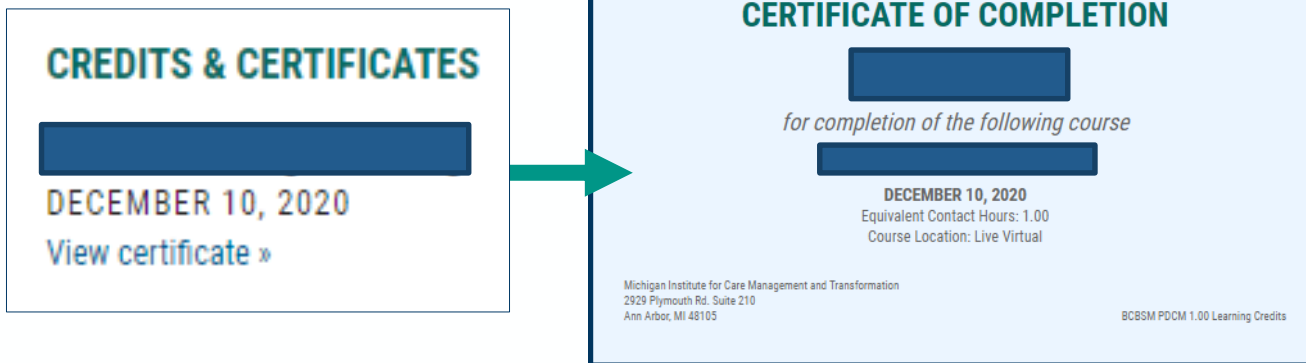 CREDITS & CERTIFICATES
DECEMBER 10, 2020
View certificate »
CERTIFICATE OF COMPLETION
for completion of the following course
DECEMBER 10, 2020
Equivalent Contact Hours: 1.00
Course Location: Live Virtual
Michigan Institute for Care Management and Transformation
2929 Plymouth Rd. Suite 210
Ann Arbor, MI 48105
BCBSM PDCM 1.00 Learning Credits